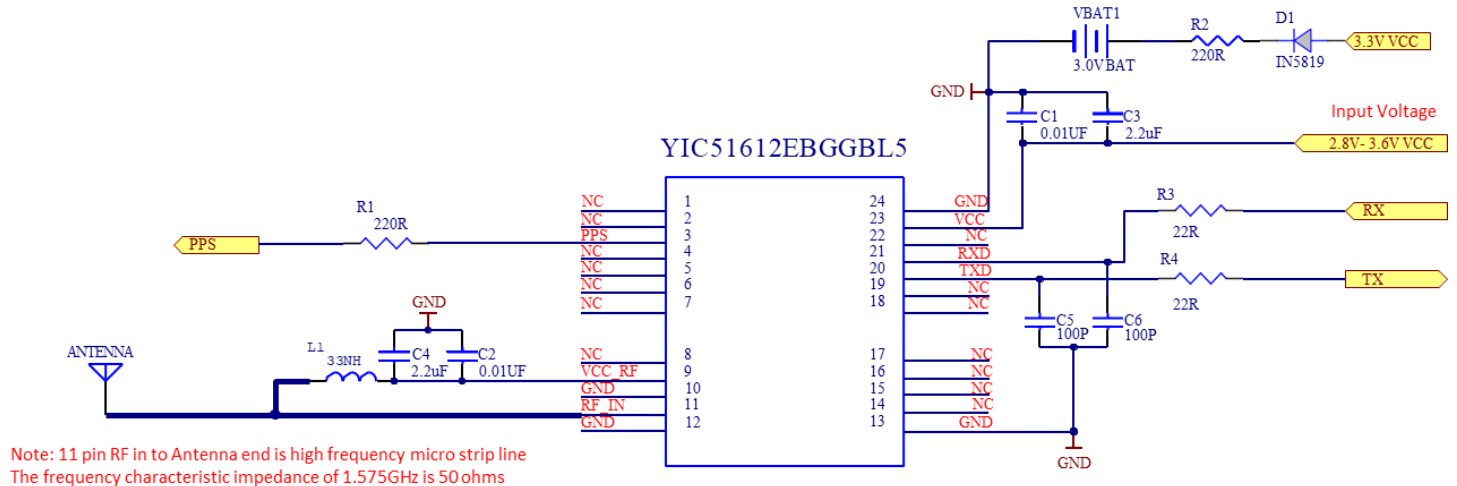 VBAT1
R2
D1
3.3V VCC
220R
3.0VBAT
IN5819
GND
Input Voltage
C1
C3
0.01UF
2.2uF
2.8V- 3.6V VCC
YIC51612EBGGBL5
R1
220R
PPS
NC
1
NC
2
PPS
3
NC
4
NC
5
NC
6
NC
7
NC
8
VCC_RF
9
GND
10
RF_IN
11
GND
12
24
GND
23
VCC
22
NC
21
RXD
20
TXD
19
NC
18
NC
17
NC
16
NC
15
NC
14
NC
13
GND
R3
22R
RX
R4
22R
TX
C5
100P
C6
100P
GND
GND
ANTENNA
L1
33NH
C4
2.2uF
C2
0.01UF
Note: 11 pin RF in to Antenna end is high frequency micro strip line
The frequency characteristic impedance of 1.575GHz is 50 ohms